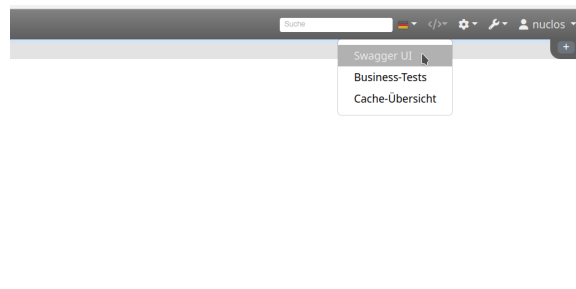 Suche
</>
nuclos
+
Swagger UI
Business-Tests
Cache-Übersicht